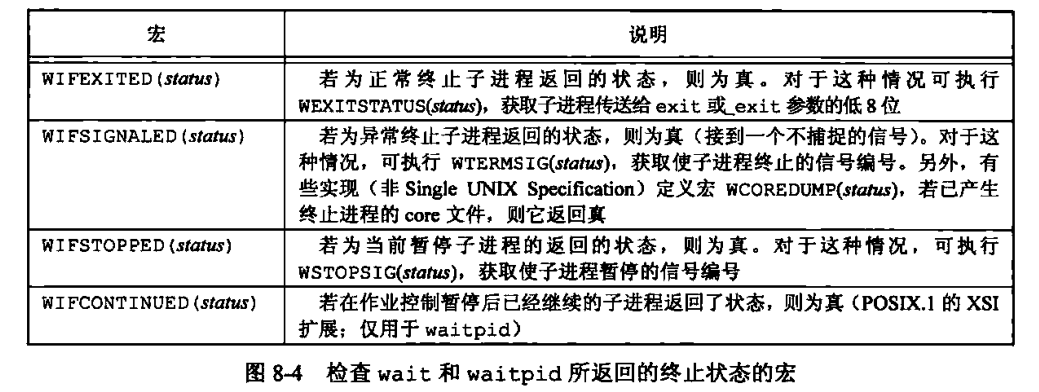 宏 说明
WIFEXITED(status) 若为正常终止子进程返回的状态，则为真。对于这种情况可执行
WEXITSTATUS(status)，获取子进程传送给 exit 或_exit 参数的低 8 位
WIFSIGNALED(status) 若为异常终止子进程返回的状态，则为真（接到一个不捕捉的信号）。对于这
种情况，可执行 WTERMSIG(status)，获取使子进程终止的信号编号。另外，有
些实现（非 Single UNIX Specification）定义宏 WCOREDUMP(status)，若已产生
终止进程的 core 文件，则它返回真
WIFSTOPPED(status) 若为当前暂停子进程的返回的状态，则为真。对于这种情况，可执行
WSTOPSIG(status)，获取使子进程暂停的信号编号
WIFCONTINUED(status) 若在作业控制暂停后已经继续的子进程返回了状态，则为真（POSIX.1 的 XSI
扩展；仅用于 waitpid）
图 8-4 检查 wait 和 waitpid 所返回的终止状态的宏